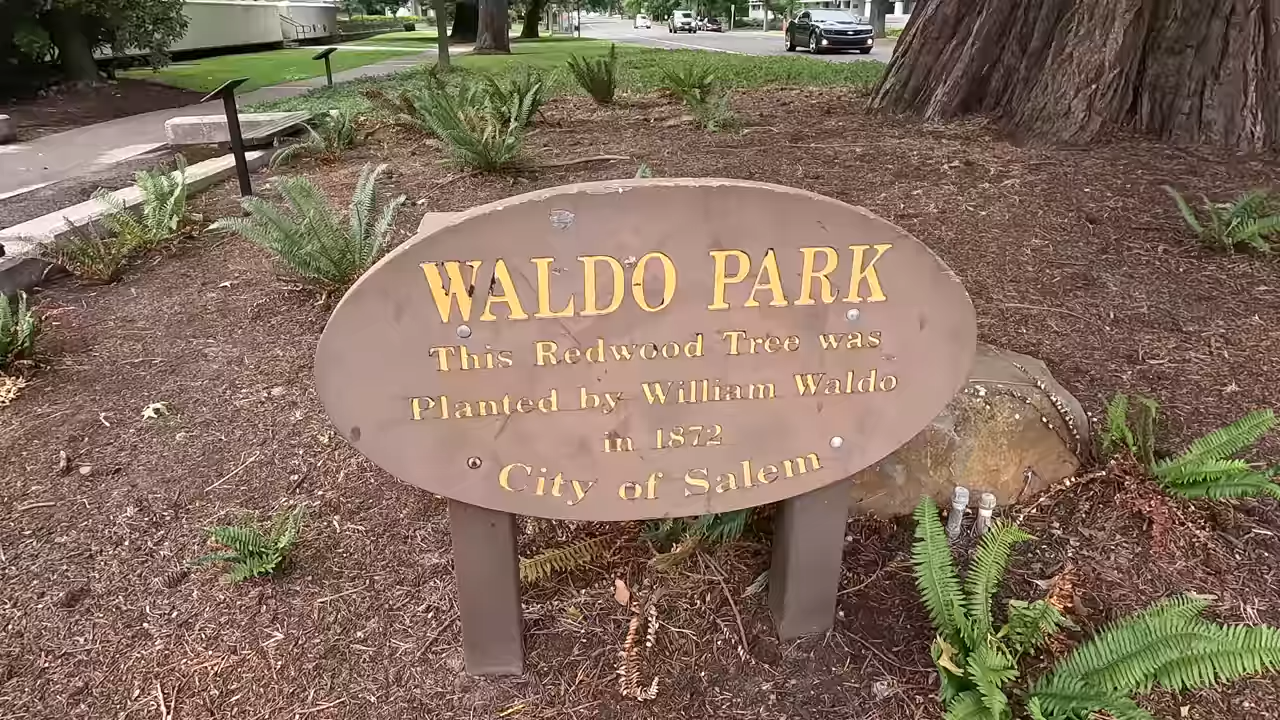 WALDO PARK
This Redwood Tree was
Planted by William Waldo
in 1872
City of Salem